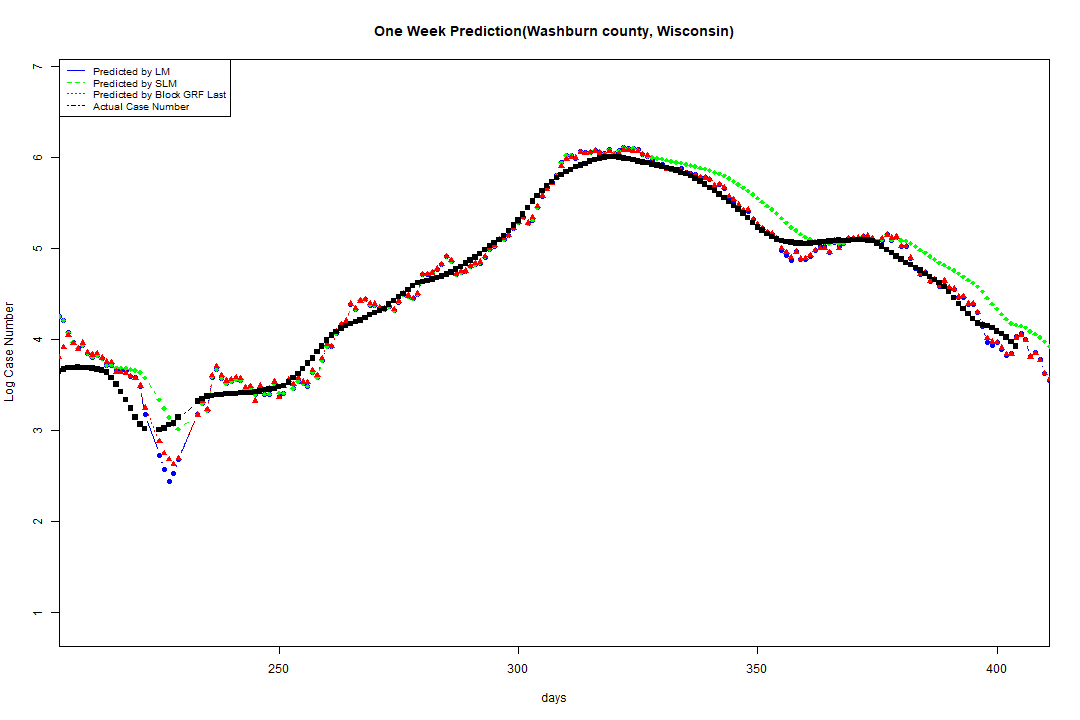 One Week Prediction(Washburn county, Wisconsin)
Predicted by LM
Predicted by SLM
Predicted by Block GRF Last
Actual Case Number
Log Case Number
7
6
5
4
3
2
1
250 300 350 400
days